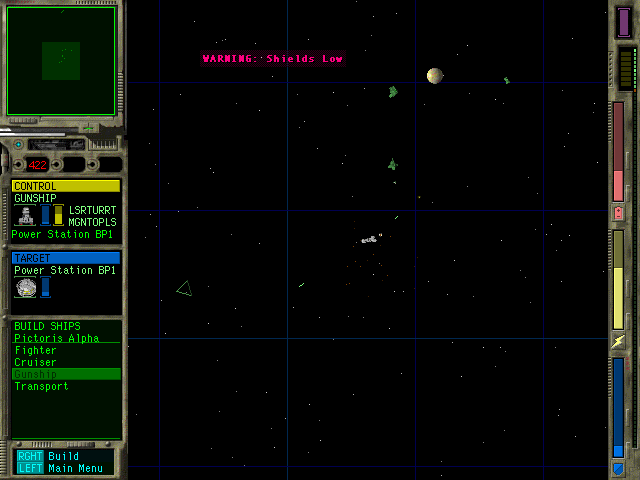 WARNING: Shields Low
422
CONTROL
GUNSHIP
LSRTURRT
MGNTOPLS
Power Station BP1
TARGET
Power Station BP1
BUILD SHIPS
Pictoris Alpha
Fighter
Cruiser
Gunship
Transport
RGHT Build
LEFT Main Menu